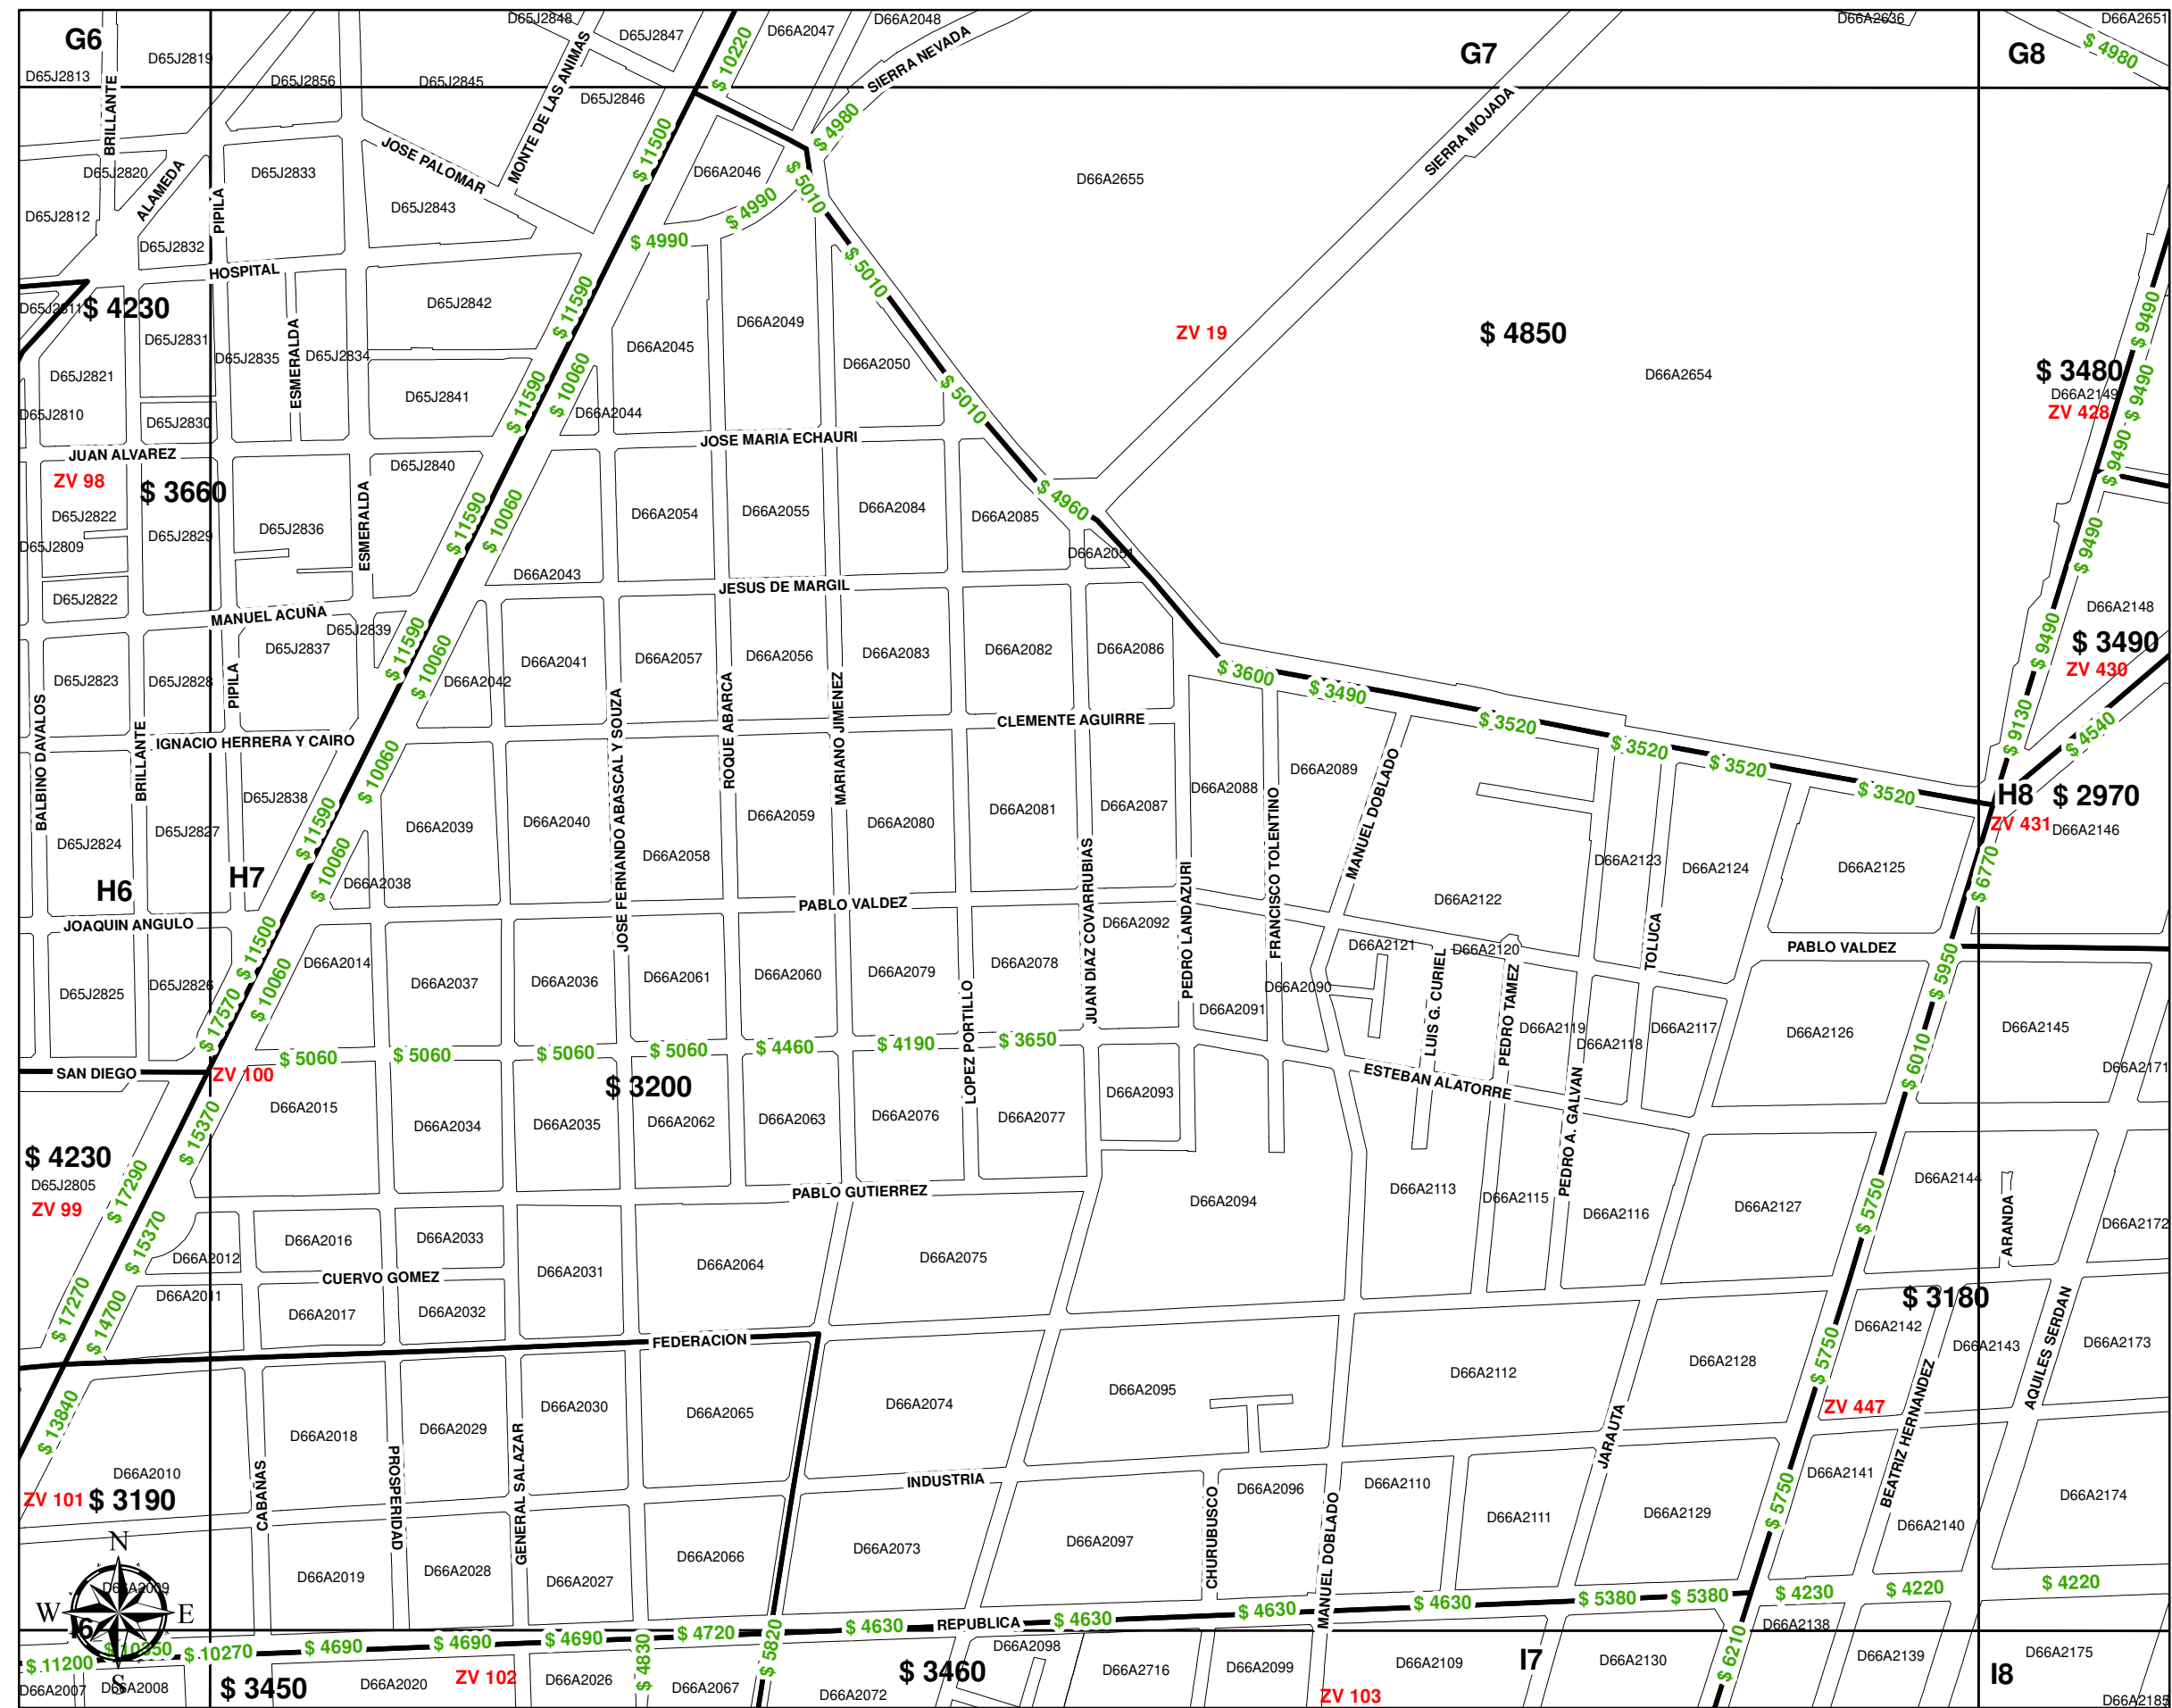 D65J2848
D66A2048
D66A2636
D66A2651
G6
D65J2847
$ 10220
D66A2047
SIERRA NEVADA
G7
G8
$ 4980
D65J2813
D65J2819
D65J2856
D65J2845
MONTE DE LAS ANIMAS
D65J2846
BRILLANTE
SIERRA MOJADA
$ 4980
$ 11500
JOSE PALOMAR
D65J2820
ALAMEDA
D65J2833
D66A2046
D66A2655
$ 5010
PIPILA
D65J2812
D65J2843
$ 4990
$ 4990
D65J2832
HOSPITAL
$ 5010
D65J2811
$ 4230
D65J2842
$ 11590
D66A2049
ZV 19
$ 4850
$ 9490
D65J2831
D65J2835
ESMERALDA
D65J2834
D66A2045
D66A2050
D65J2821
$ 3480
D66A2654
D66A2149
ZV 428
$ 9490
D65J2841
$ 11590
$ 10060
$ 5010
D65J2810
D65J2830
D66A2044
JOSE MARIA ECHAURI
$ 9490
JUAN ALVAREZ
D65J2840
ZV 98
$ 3660
$ 4960
D65J2822
D65J2829
D65J2836
ESMERALDA
$ 11590
$ 10060
D66A2054
D66A2055
D66A2084
D66A2085
D65J2809
D66A2051
$ 9490
D66A2043
JESUS DE MARGIL
D65J2822
MANUEL ACUÑA
D66A2148
D65J2839
D65J2837
$ 11590
$ 10060
D66A2041
D66A2057
D66A2056
D66A2083
D66A2082
D66A2086
$ 9490
$ 3490
ZV 430
D65J2823
D65J2828
PIPILA
D66A2042
$ 3600
$ 3490
BALBINO DAVALOS
BRILLANTE
JOSE FERNANDO ABASCAL Y SOUZA
ROQUE ABARCA
MARIANO JIMENEZ
CLEMENTE AGUIRRE
$ 3520
$ 3520
$ 3520
$ 3520
$ 9130
$ 4540
IGNACIO HERRERA Y CAIRO
$ 10060
D66A2089
MANUEL DOBLADO
D65J2838
D66A2088
H8
$ 2970
ZV 431
D66A2146
D65J2827
$ 11590
D66A2039
D66A2040
D66A2059
D66A2080
D66A2081
D66A2087
FRANCISCO TOLENTINO
D65J2824
D66A2058
$ 10060
D66A2038
D66A2123
D66A2124
D66A2125
$ 6770
H6
H7
JUAN DIAZ COVARRUBIAS
PEDRO LANDAZURI
D66A2122
JOAQUIN ANGULO
PABLO VALDEZ
D66A2092
$ 11500
TOLUCA
PABLO VALDEZ
D66A2121
D66A2120
D66A2014
D66A2078
$ 5950
D65J2825
D65J2826
$ 10060
D66A2037
D66A2036
D66A2061
D66A2060
D66A2079
D66A2090
D66A2091
LUIS G. CURIEL
PEDRO TAMEZ
D66A2119
D66A2117
D66A2118
D66A2126
D66A2145
$ 17570
$ 5060
$ 5060
$ 5060
$ 5060
$ 4460
$ 4190
LOPEZ PORTILLO
$ 3650
$ 6010
SAN DIEGO
ZV 100
$ 3200
ESTEBAN ALATORRE
D66A2171
D66A2015
D66A2034
D66A2035
D66A2062
D66A2063
D66A2076
D66A2077
D66A2093
$ 15370
PEDRO A. GALVAN
$ 4230
D65J2805
ZV 99
$ 17290
PABLO GUTIERREZ
D66A2094
D66A2113
D66A2115
D66A2116
D66A2127
$ 5750
D66A2144
ARANDA
D66A2172
$ 15370
D66A2012
D66A2016
D66A2033
D66A2031
D66A2064
D66A2075
CUERVO GOMEZ
D66A2011
D66A2017
D66A2032
$ 17270
$ 14700
$ 3180
FEDERACION
D66A2142
D66A2143
AQUILES SERDAN
D66A2173
$ 5750
D66A2112
D66A2128
D66A2095
D66A2074
$ 13840
D66A2030
D66A2065
D66A2018
D66A2029
GENERAL SALAZAR
JARAUTA
ZV 447
BEATRIZ HERNANDEZ
D66A2010
ZV 101
$ 3190
CABAÑAS
PROSPERIDAD
INDUSTRIA
D66A2096
D66A2110
CHURUBUSCO
D66A2141
D66A2174
$ 5750
D66A2111
D66A2129
D66A2140
N
D66A2097
D66A2073
D66A2066
D66A2019
D66A2028
D66A2027
MANUEL DOBLADO
D66A2009
W
E
$ 5380
$ 5380
$ 4230
$ 4220
$ 4220
REPUBLICA
$ 4630
$ 4630
$ 4630
$ 4630
$ 4720
$ 5820
$ 4690
$ 4690
$ 4690
$ 10270
$ 10350
$ 11200
S
D66A2138
D66A2098
$ 4830
D66A2007
D66A2008
$ 3450
D66A2020
ZV 102
D66A2026
D66A2067
D66A2072
$ 3460
D66A2716
D66A2099
ZV 103
D66A2109
I7
D66A2130
$ 6210
D66A2139
I8
D66A2175
D66A2185